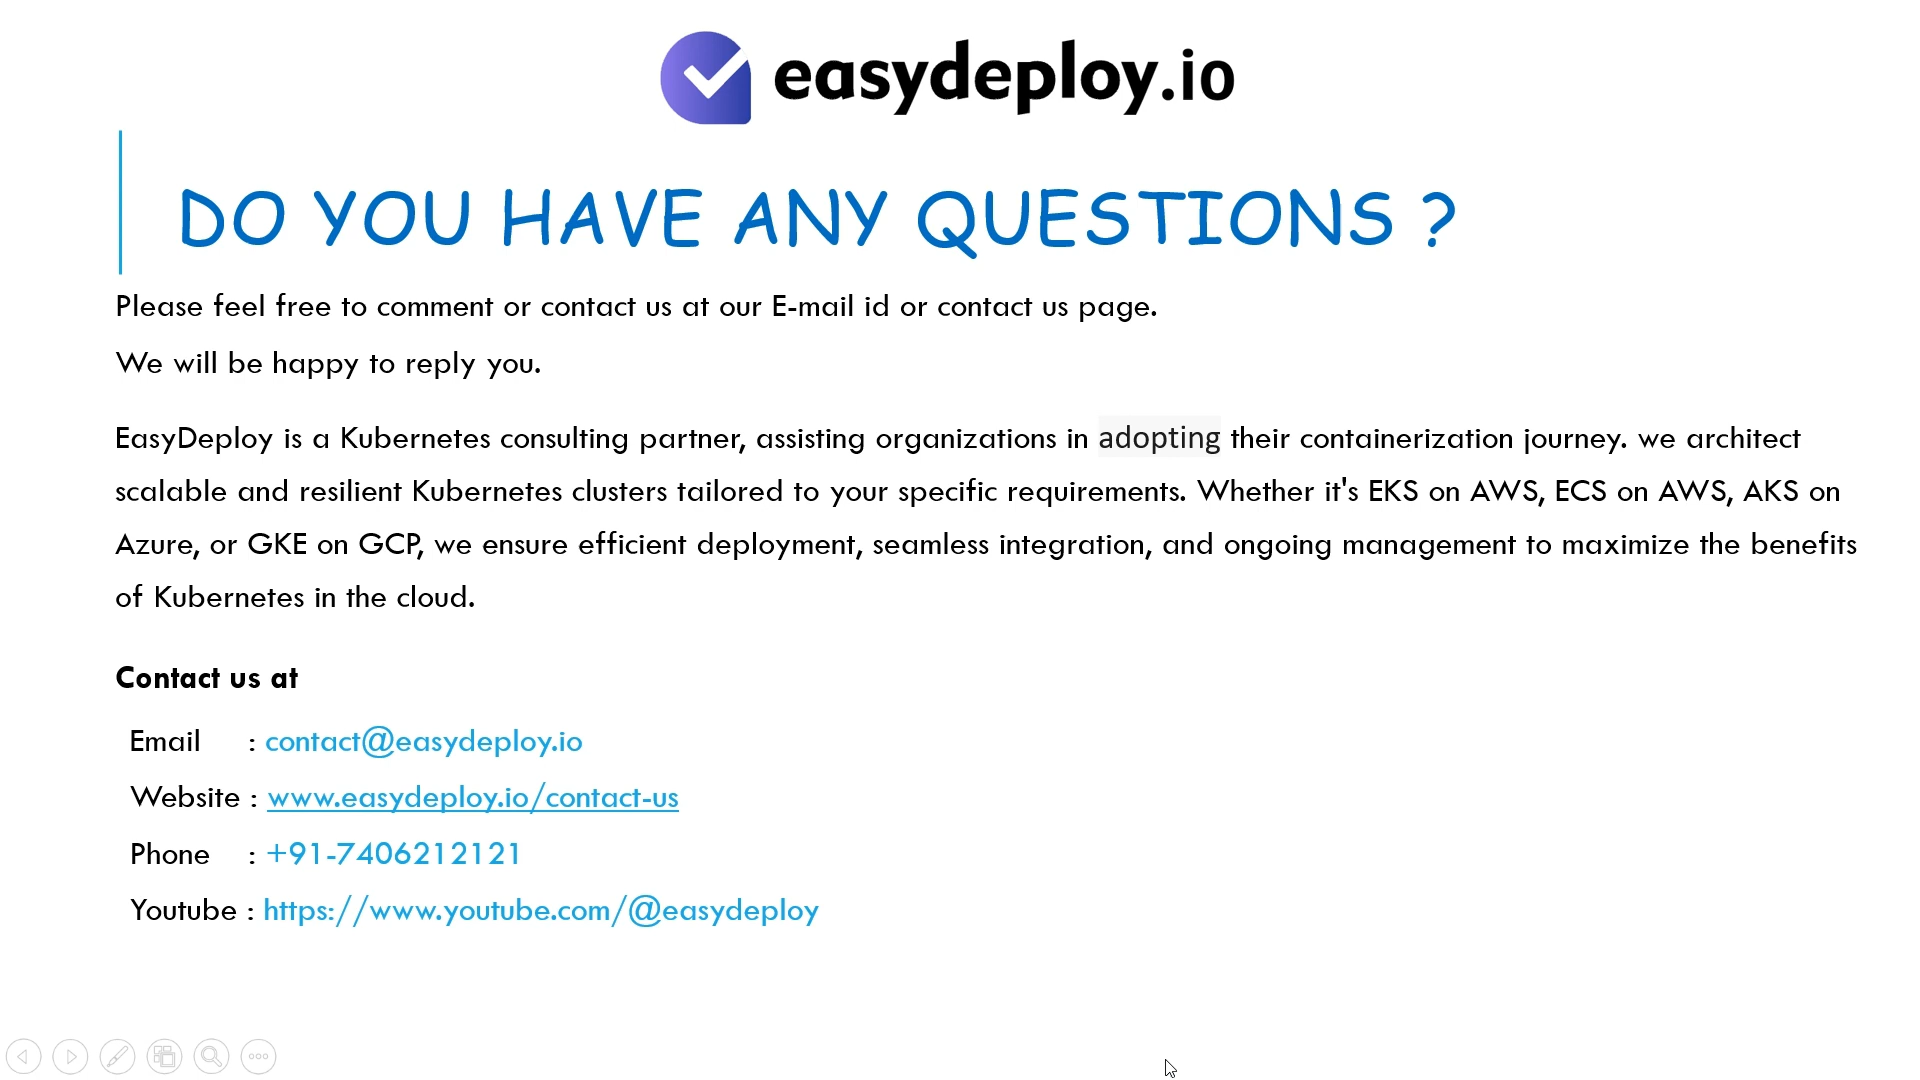 easydeploy.io
DO YOU HAVE ANY QUESTIONS ?
Please feel free to comment or contact us at our E-mail id or contact us page.
We will be happy to reply you.
EasyDeploy is a Kubernetes consulting partner, assisting organizations in adopting their containerization journey. we architect
scalable and resilient Kubernetes clusters tailored to your specific requirements. Whether it's EKS on AWS, ECS on AWS, AKS on
Azure, or GKE on GCP, we ensure efficient deployment, seamless integration, and ongoing management to maximize the benefits
of Kubernetes in the cloud.
Contact us at
Email : contact@easydeploy.io
Website : www.easydeploy.io/contact-us
Phone : +91-7406212121
Youtube : https://www.youtube.com/@easydeploy